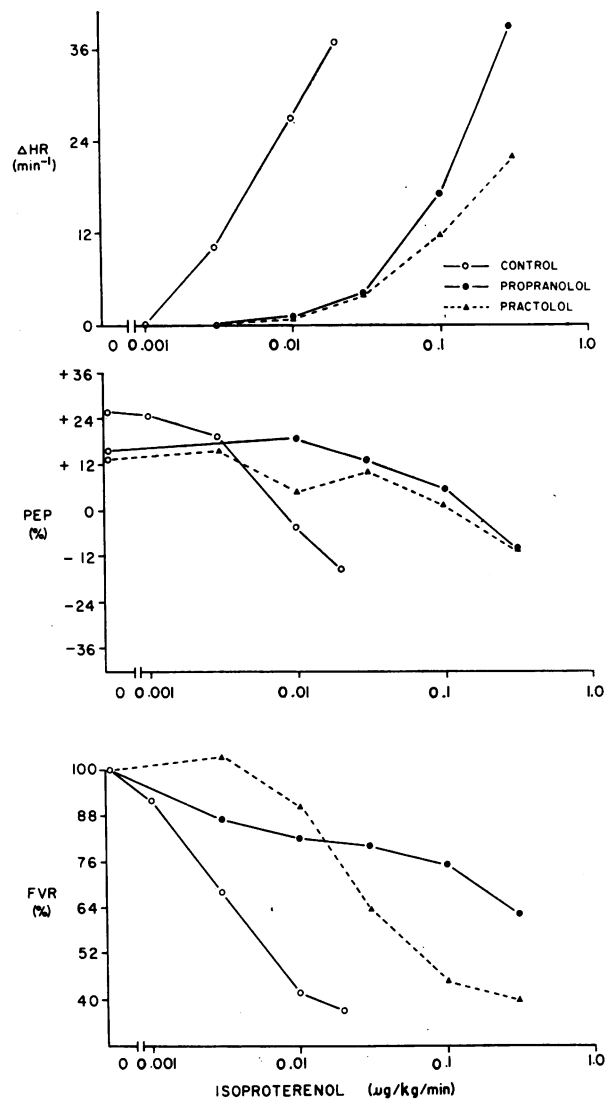 36
24
ΔHR
(min⁻¹)
12
0
CONTROL
PROPRANOLOL
PRACTOLOL
0 0.001 0.01 0.1 1.0
+36
+24
+12
PEP
(%)
0
-12
-24
-36
0 0.001 0.01 0.1 1.0
100
88
76
FVR
(%)
64
52
40
0 0.001 0.01 0.1 1.0
ISOPROTERENOL (µg/kg/min)